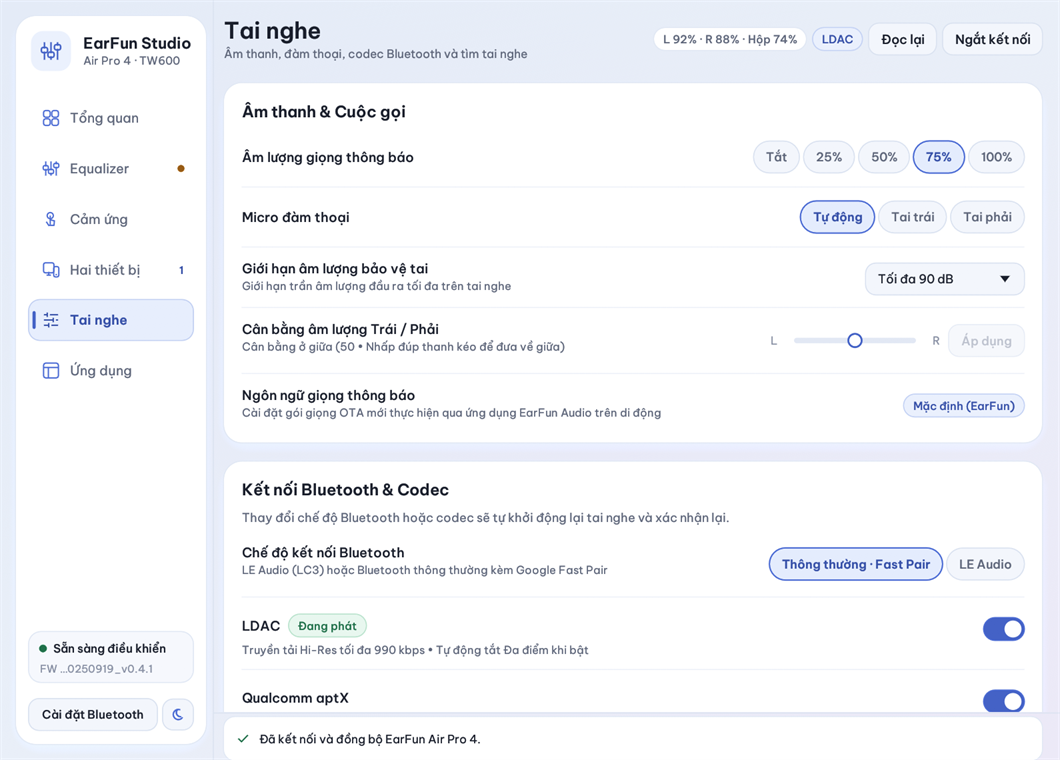 EarFun Studio
Air Pro 4 · TW600
Tổng quan
Equalizer
Cảm ứng
Hai thiết bị 1
Tai nghe
Ứng dụng
Sẵn sàng điều khiển
FW ...0250919_v0.4.1
Cài đặt Bluetooth
Tai nghe
Âm thanh, đàm thoại, codec Bluetooth và tìm tai nghe
L 92% · R 88% · Hộp 74% LDAC Đọc lại Ngắt kết nối
Âm thanh & Cuộc gọi
Âm lượng giọng thông báo
Tắt 25% 50% 75% 100%
Micro đàm thoại
Tự động Tai trái Tai phải
Giới hạn âm lượng bảo vệ tai
Giới hạn trần âm lượng đầu ra tối đa trên tai nghe
Tối đa 90 dB
Cân bằng âm lượng Trái / Phải
Cân bằng ở giữa (50 • Nhấp đúp thanh kéo để đưa về giữa)
L R Áp dụng
Ngôn ngữ giọng thông báo
Cài đặt gói giọng OTA mới thực hiện qua ứng dụng EarFun Audio trên di động
Mặc định (EarFun)
Kết nối Bluetooth & Codec
Thay đổi chế độ Bluetooth hoặc codec sẽ tự khởi động lại tai nghe và xác nhận lại.
Chế độ kết nối Bluetooth
LE Audio (LC3) hoặc Bluetooth thông thường kèm Google Fast Pair
Thông thường · Fast Pair LE Audio
LDAC Đang phát
Truyền tải Hi-Res tối đa 990 kbps • Tự động tắt Đa điểm khi bật
Qualcomm aptX
Đã kết nối và đồng bộ EarFun Air Pro 4.